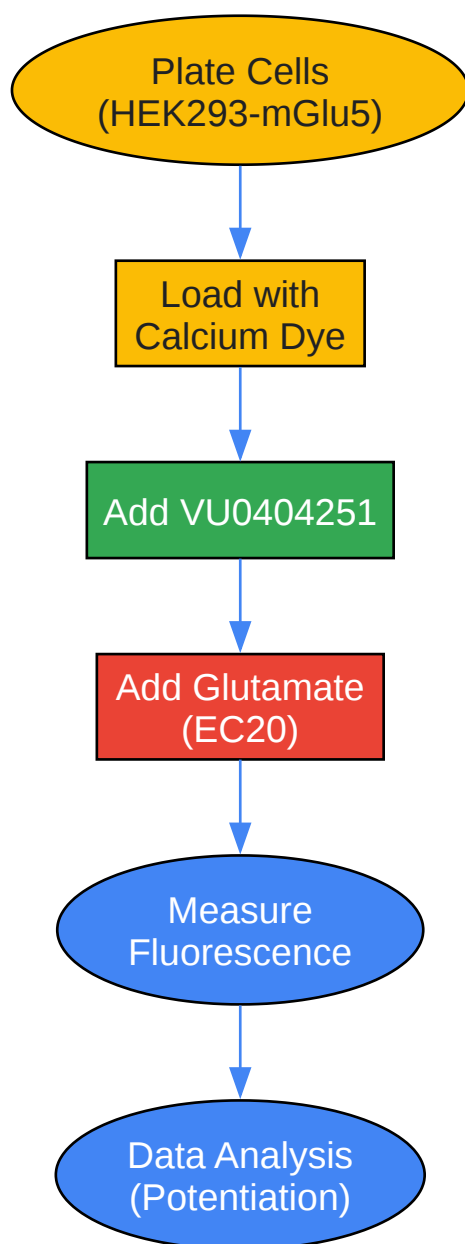 Plate Cells
(HEK293-mGlu5)
Load with
Calcium Dye
Add VU0404251
Add Glutamate
(EC20)
Measure
Fluorescence
Data Analysis
(Potentiation)